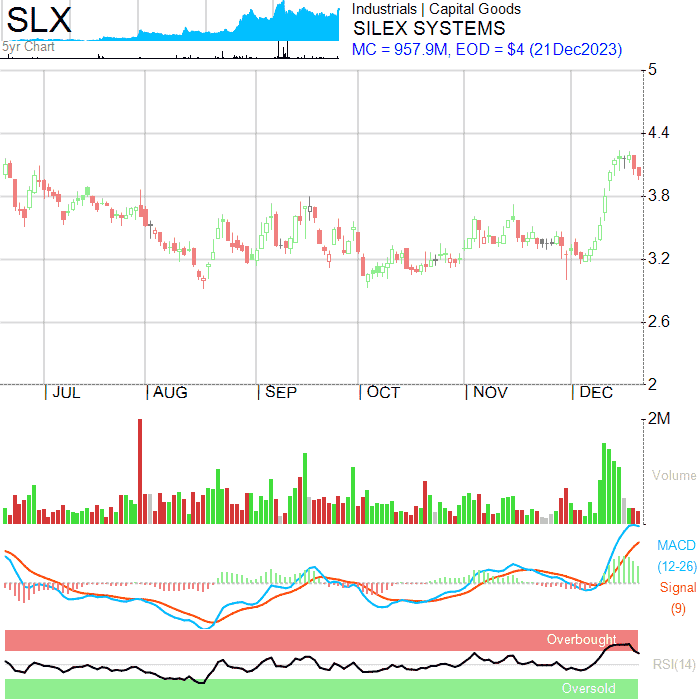 SLX
5yr Chart
Industrials | Capital Goods
SILEX SYSTEMS
MC = 957.9M, EOD = $4 (21Dec2023)
5
4.4
3.8
3.2
2.6
2
| JUL | AUG | SEP | OCT | NOV | DEC
2M
Volume
MACD
(12-26)
Signal
(9)
Overbought
RSI(14)
Oversold